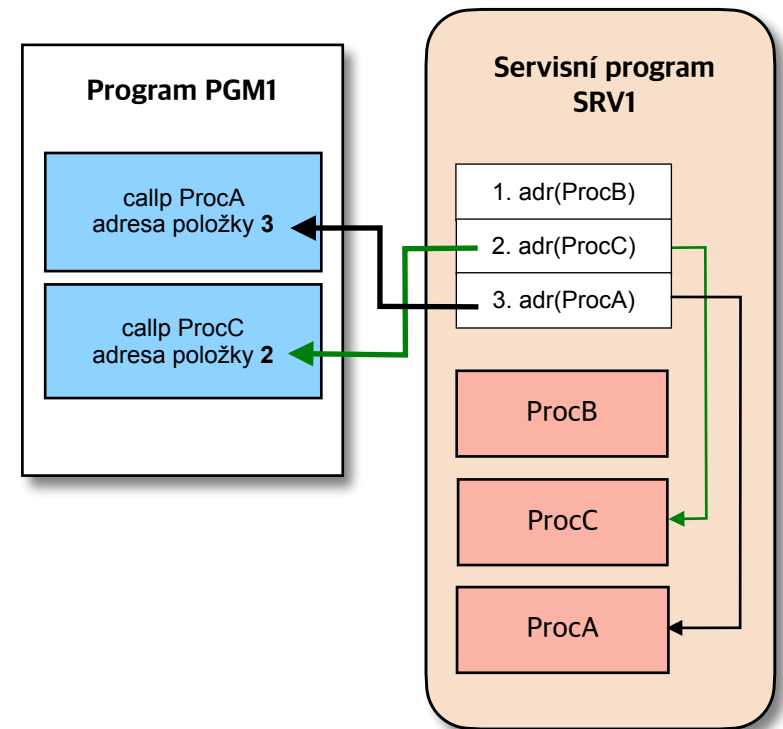 Program PGM1
callp ProcA
adresa položky 3
callp ProcC
adresa položky 2
Servisní program
SRV1
1. adr(ProcB)
2. adr(ProcC)
3. adr(ProcA)
ProcB
ProcC
ProcA